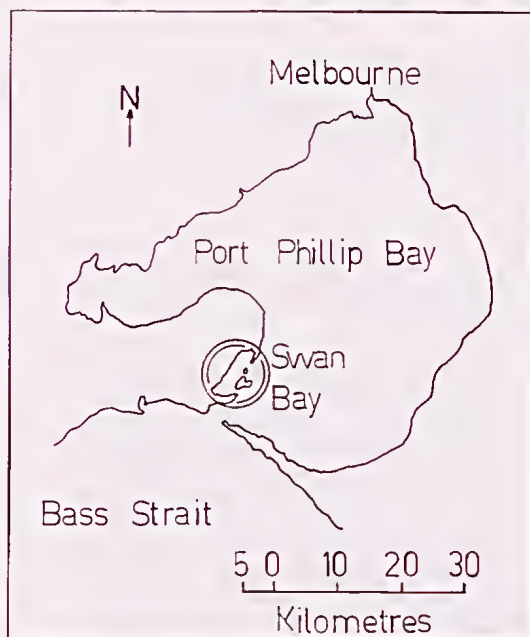 Melbourne
N
Port Phillip Bay
Swan
Bay
Bass Strait
5 0 10 20 30
Kilometres